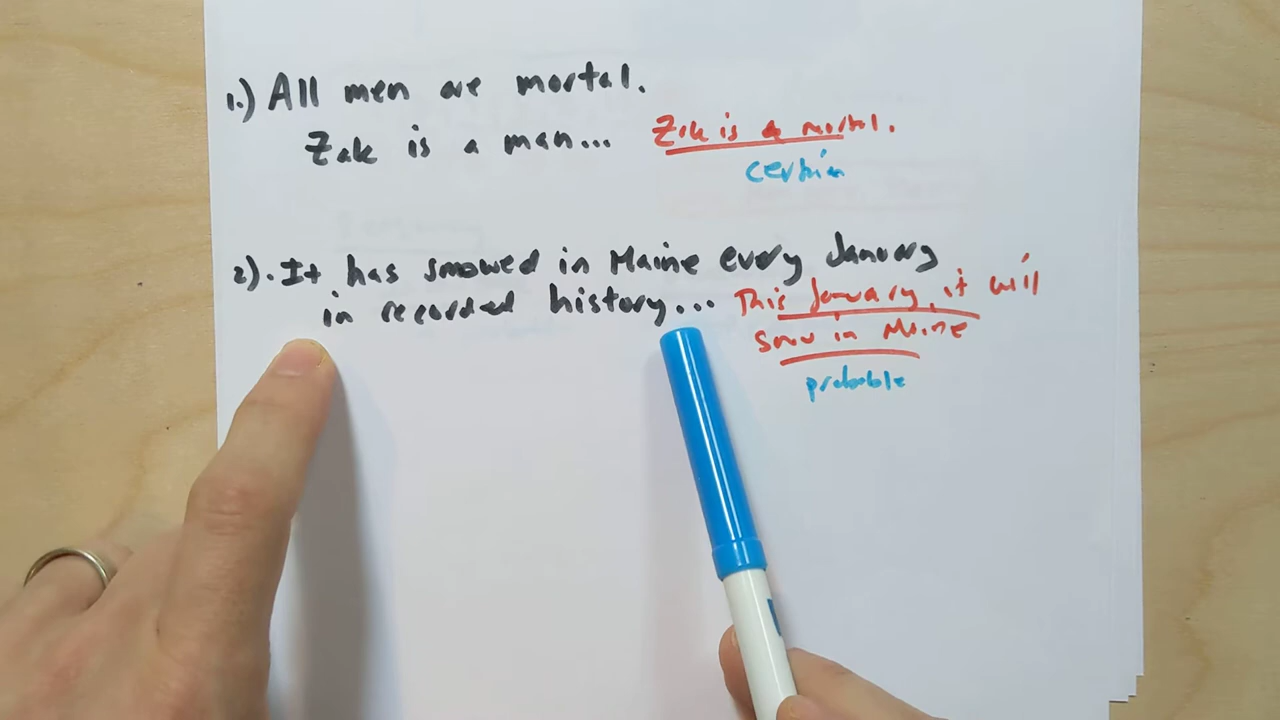 1.) All men are mortal.
Zak is a man... Zak is a mortal.
certain
2). It has snowed in Maine every January
in recorded history... This January, it will
snow in Maine
probable